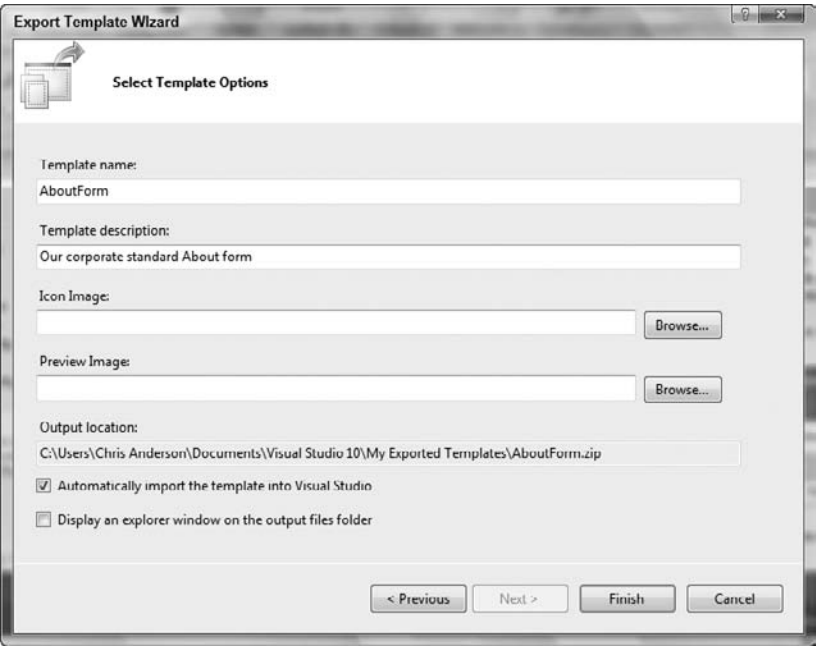 Export Template Wizard
Select Template Options
Template name:
AboutForm
Template description:
Our corporate standard About form
Icon Image:
Browse...
Preview Image:
Browse...
Output location:
C:\Users\Chris Anderson\Documents\Visual Studio 10\My Exported Templates\AboutForm.zip
Automatically import the template into Visual Studio
Display an explorer window on the output files folder
< Previous
Next >
Finish
Cancel